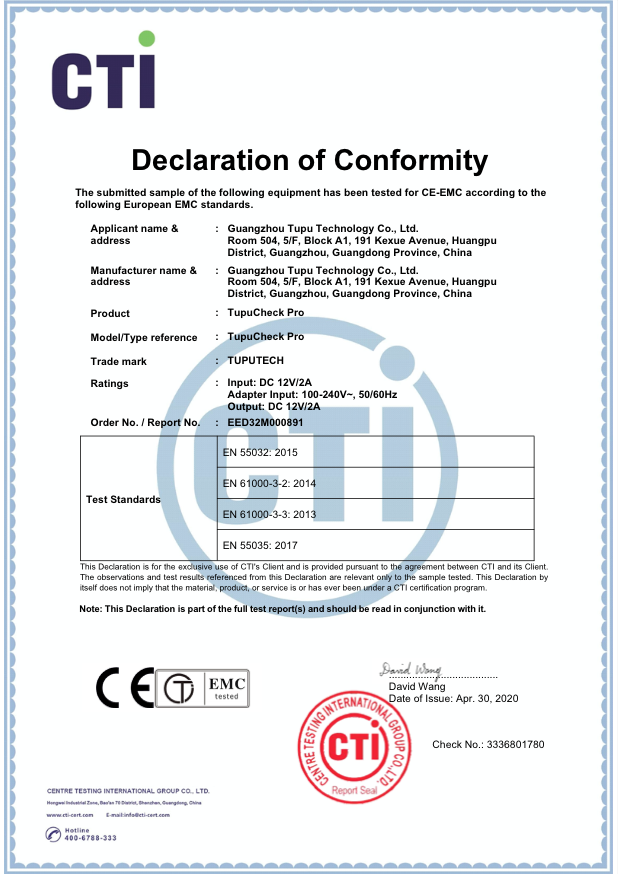 CTI
Declaration of Conformity
The submitted sample of the following equipment has been tested for CE-EMC according to the
following European EMC standards.
Applicant name & address : Guangzhou Tupu Technology Co., Ltd.
Room 504, 5/F, Block A1, 191 Kexue Avenue, Huangpu
District, Guangzhou, Guangdong Province, China
Manufacturer name & address : Guangzhou Tupu Technology Co., Ltd.
Room 504, 5/F, Block A1, 191 Kexue Avenue, Huangpu
District, Guangzhou, Guangdong Province, China
Product : TupuCheck Pro
Model/Type reference : TupuCheck Pro
Trade mark : TUPUTECH
Ratings : Input: DC 12V/2A
Adapter Input: 100-240V~, 50/60Hz
Output: DC 12V/2A
Order No. / Report No. : EED32M000891
Test Standards
EN 55032: 2015
EN 61000-3-2: 2014
EN 61000-3-3: 2013
EN 55035: 2017
This Declaration is for the exclusive use of CTI's Client and is provided pursuant to the agreement between CTI and its Client.
The observations and test results referenced from this Declaration are relevant only to the sample tested. This Declaration by
itself does not imply that the material, product, or service is or has ever been under a CTI certification program.
Note: This Declaration is part of the full test report(s) and should be read in conjunction with it.
CE
EMC
tested
David Wang
David Wang
Date of Issue: Apr. 30, 2020
CENTRE TESTING INTERNATIONAL GROUP CO., LTD.
CTI
Report Seal
Check No.: 3336801780
CENTRE TESTING INTERNATIONAL GROUP CO., LTD.
Hongwei Industrial Zone, Bao'an 70 District, Shenzhen, Guangdong, China
www.cti-cert.com E-mail:info@cti-cert.com
Hotline
400-6788-333